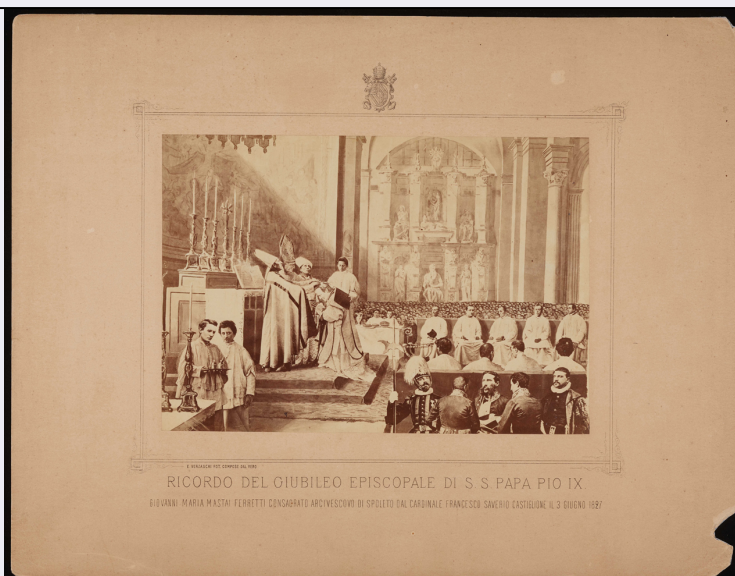 RICORDO DEL GIUBILEO EPISCOPALE DI S. S. PAPA PIO IX
GIOVANNI MARIA MASTAI FERRETTI CONSAGRATO ARCIVESCOVO DI SPOLETO DAL CARDINALE FRANCESCO SAVERIO CASTIGLIONE IL 3 GIUGNO 1827